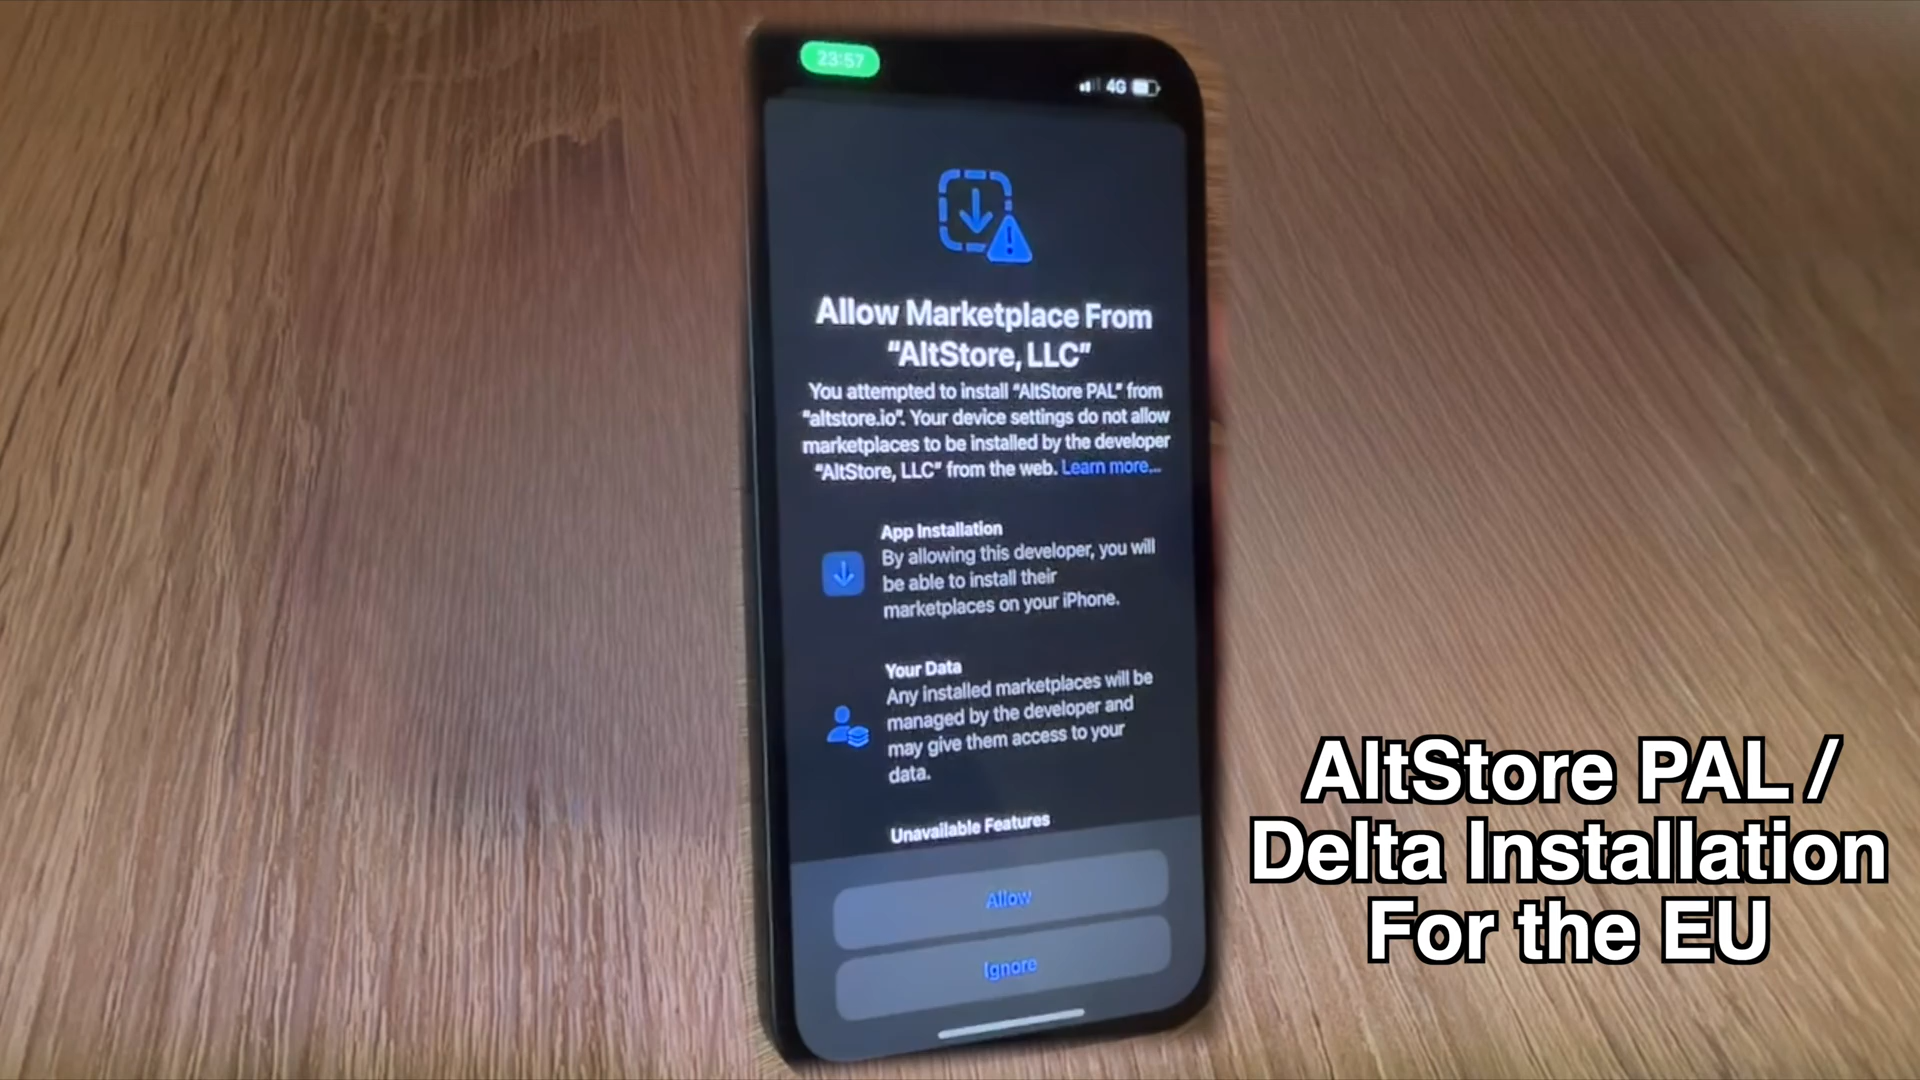 23:57
4G
Allow Marketplace From
“AltStore, LLC”
You attempted to install “AltStore PAL” from
“altstore.io”. Your device settings do not allow
marketplaces to be installed by the developer
“AltStore, LLC” from the web. Learn more...
App Installation
By allowing this developer, you will
be able to install their
marketplaces on your iPhone.
Your Data
Any installed marketplaces will be
managed by the developer and
may give them access to your
data.
Unavailable Features
Allow
Ignore
AltStore PAL /
Delta Installation
For the EU